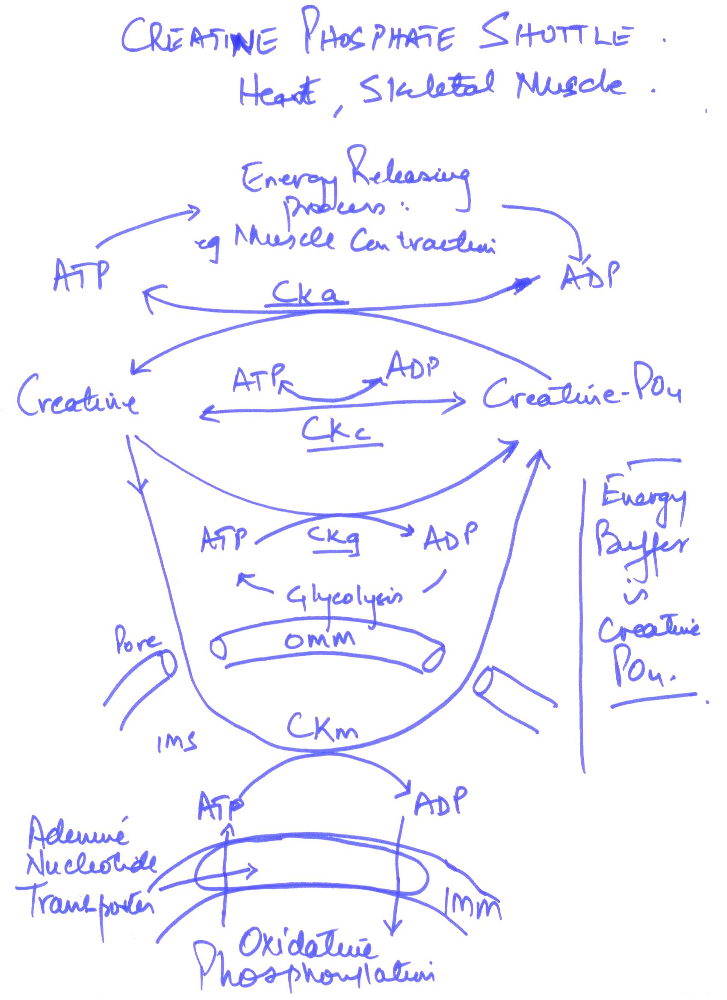 CREATINE PHOSPHATE SHUTTLE.
Heart, Skeletal Muscle.
Energy Releasing
process:
eg Muscle Contraction
ATP
ADP
CKa
ATP
ADP
Creatine
Creatine-PO4
CKc
ATP
CKg
ADP
Glycolysis
Pore
OMM
Energy
Buffer
is
Creatine
PO4.
CKm
IMS
ATP
ADP
Adenine
Nucleotide
Transporter
IMM
Oxidative
Phosphorylation